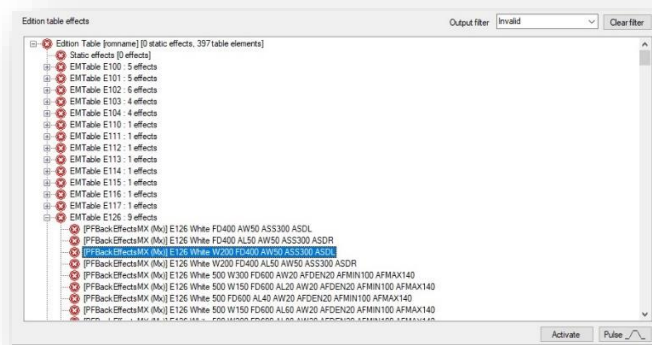 Edition table effects
Output filter Invalid Clear filter
Edition Table [romname] [0 static effects, 397 table elements]
Static effects [0 effects]
EMTable E100 : 5 effects
EMTable E101 : 5 effects
EMTable E102 : 6 effects
EMTable E103 : 4 effects
EMTable E104 : 4 effects
EMTable E110 : 1 effects
EMTable E111 : 1 effects
EMTable E112 : 1 effects
EMTable E113 : 1 effects
EMTable E114 : 1 effects
EMTable E115 : 1 effects
EMTable E116 : 1 effects
EMTable E117 : 1 effects
EMTable E126 : 9 effects
[PFBackEffectsMX (Mx)] E126 White FD400 AW50 ASS300 ASDL
[PFBackEffectsMX (Mx)] E126 White FD400 AL50 AW50 ASS300 ASDR
[PFBackEffectsMX (Mx)] E126 White W200 FD400 AW50 ASS300 ASDL
[PFBackEffectsMX (Mx)] E126 White W200 FD400 AL50 AW50 ASS300 ASDR
[PFBackEffectsMX (Mx)] E126 White 500 W300 FD600 AW20 AFDEN20 AFMIN100 AFMAX140
[PFBackEffectsMX (Mx)] E126 White 500 W150 FD600 AL20 AW20 AFDEN20 AFMIN100 AFMAX140
[PFBackEffectsMX (Mx)] E126 White 500 FD600 AL40 AW20 AFDEN20 AFMIN100 AFMAX140
[PFBackEffectsMX (Mx)] E126 White 500 W150 FD600 AL60 AW20 AFDEN20 AFMIN100 AFMAX140
Activate Pulse